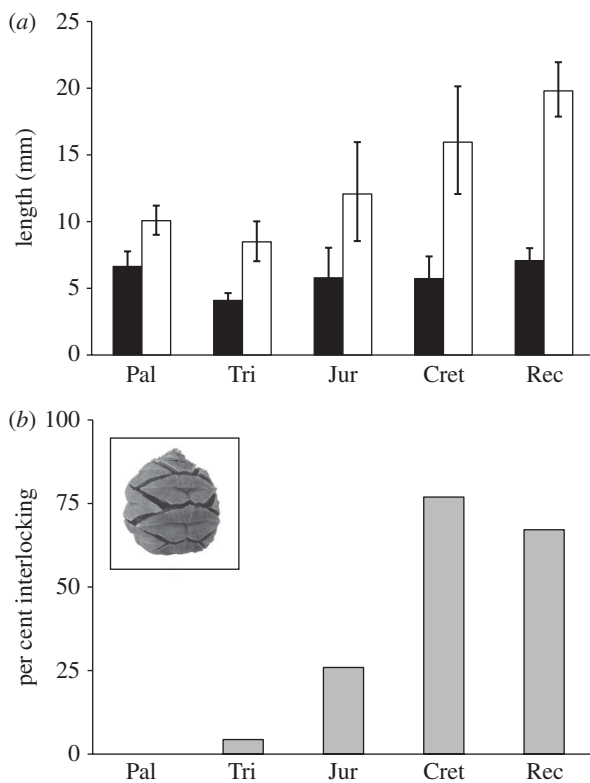 (a)
25
20
15
10
5
0
length (mm)
Pal Tri Jur Cret Rec
(b)
100
75
50
25
0
per cent interlocking
Pal Tri Jur Cret Rec